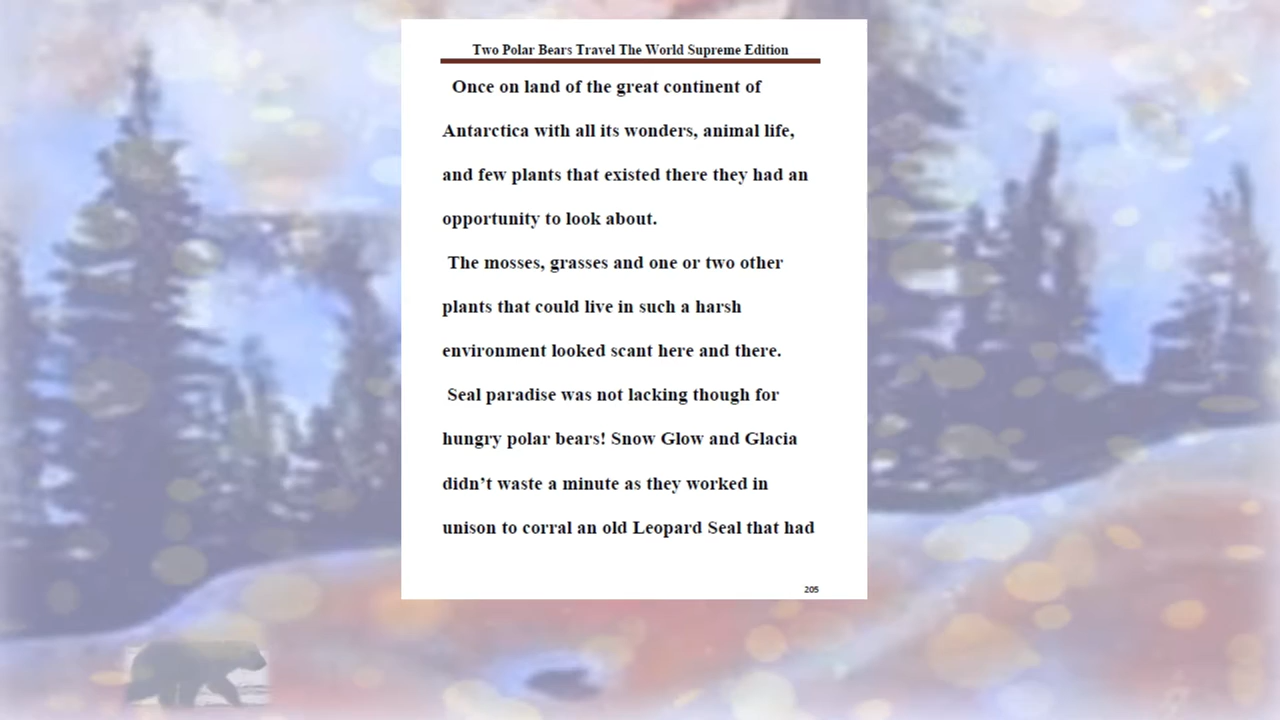 Two Polar Bears Travel The World Supreme Edition
Once on land of the great continent of
Antarctica with all its wonders, animal life,
and few plants that existed there they had an
opportunity to look about.
The mosses, grasses and one or two other
plants that could live in such a harsh
environment looked scant here and there.
Seal paradise was not lacking though for
hungry polar bears! Snow Glow and Glacia
didn’t waste a minute as they worked in
unison to corral an old Leopard Seal that had
205